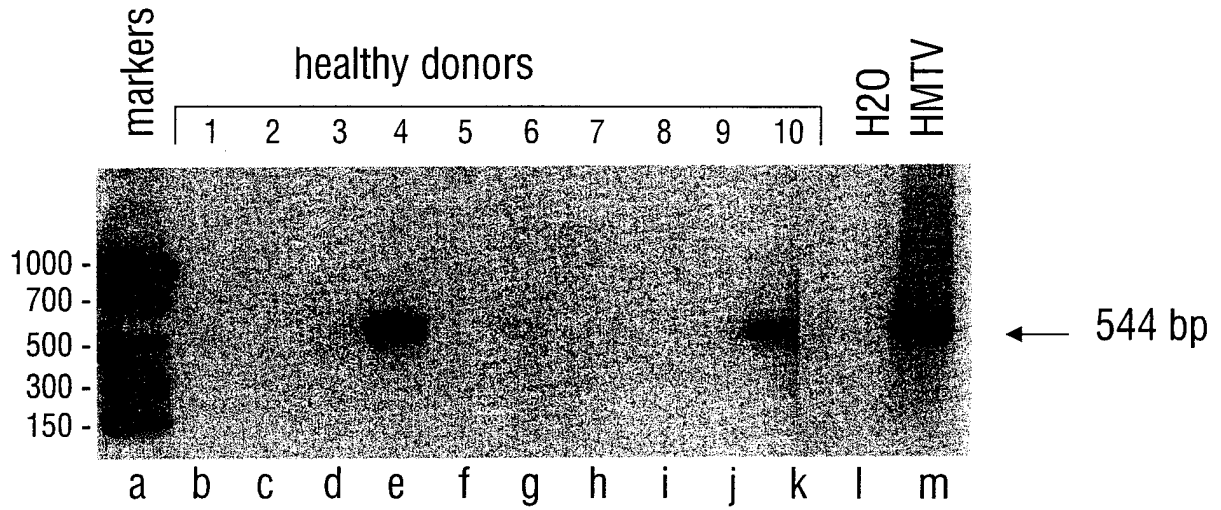 markers
healthy donors
H2O
HMTV
1 2 3 4 5 6 7 8 9 10
1000 -
700 -
500 -
300 -
150 -
544 bp
a b c d e f g h i j k l m